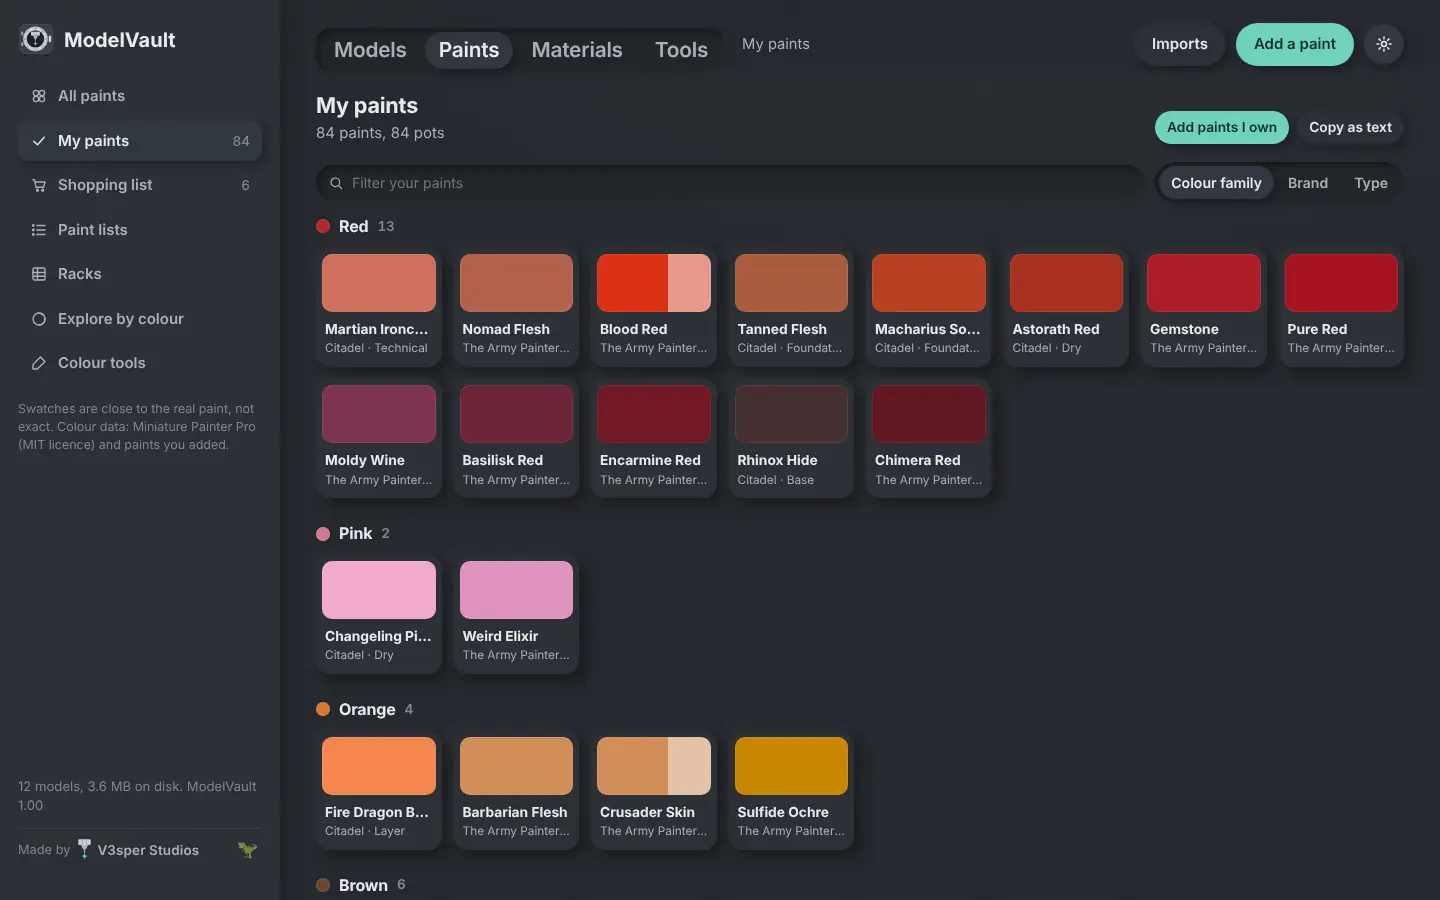 ModelVault
All paints
My paints 84
Shopping list 6
Paint lists
Racks
Explore by colour
Colour tools
Swatches are close to the real paint, not
exact. Colour data: Miniature Painter Pro
(MIT licence) and paints you added.
12 models, 3.6 MB on disk. ModelVault
1.00
Made by V3sper Studios
Models Paints Materials Tools My paints Imports Add a paint
My paints
84 paints, 84 pots
Add paints I own Copy as text
Filter your paints
Colour family Brand Type
Red 13
Martian Ironc... Nomad Flesh Blood Red Tanned Flesh Macharius So... Astorath Red Gemstone Pure Red
Citadel · Technical The Army Painter... The Army Painter... Citadel · Foundat... Citadel · Foundat... Citadel · Dry The Army Painter... The Army Painter...
Moldy Wine Basilisk Red Encarmine Red Rhinox Hide Chimera Red
The Army Painter... The Army Painter... The Army Painter... Citadel · Base The Army Painter...
Pink 2
Changeling Pi... Weird Elixir
Citadel · Dry The Army Painter...
Orange 4
Fire Dragon B... Barbarian Flesh Crusader Skin Sulfide Ochre
Citadel · Layer The Army Painter... The Army Painter... The Army Painter...
Brown 6